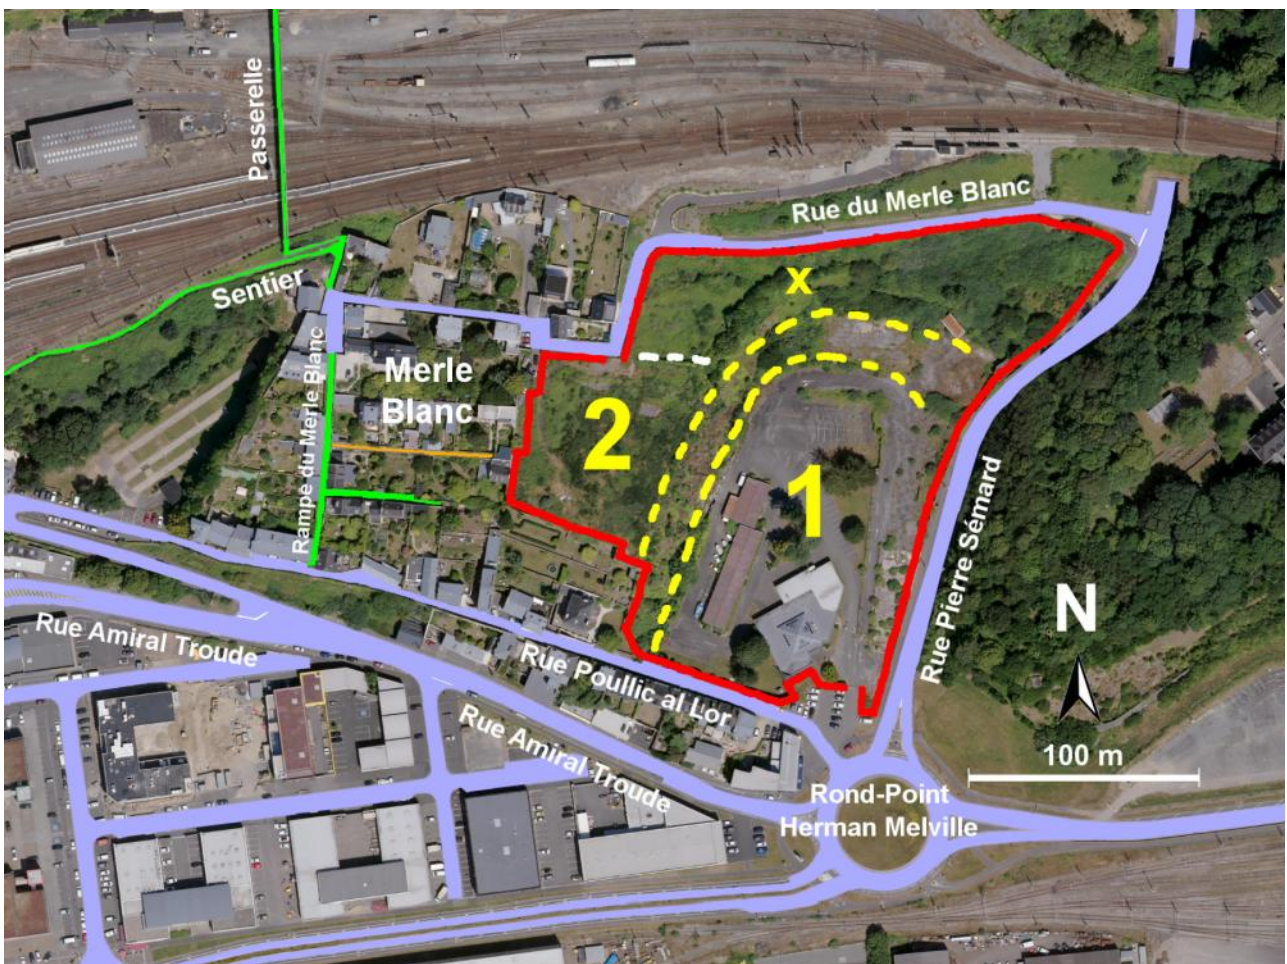 Passerelle
Rue du Merle Blanc
Sentier
x
Merle
Blanc
Rampe du Merle Blanc
2
1
Rue Pierre Sémard
N
Rue Amiral Troude
Rue Poullic al Lor
Rue Amiral Troude
100 m
Rond-Point
Herman Melville